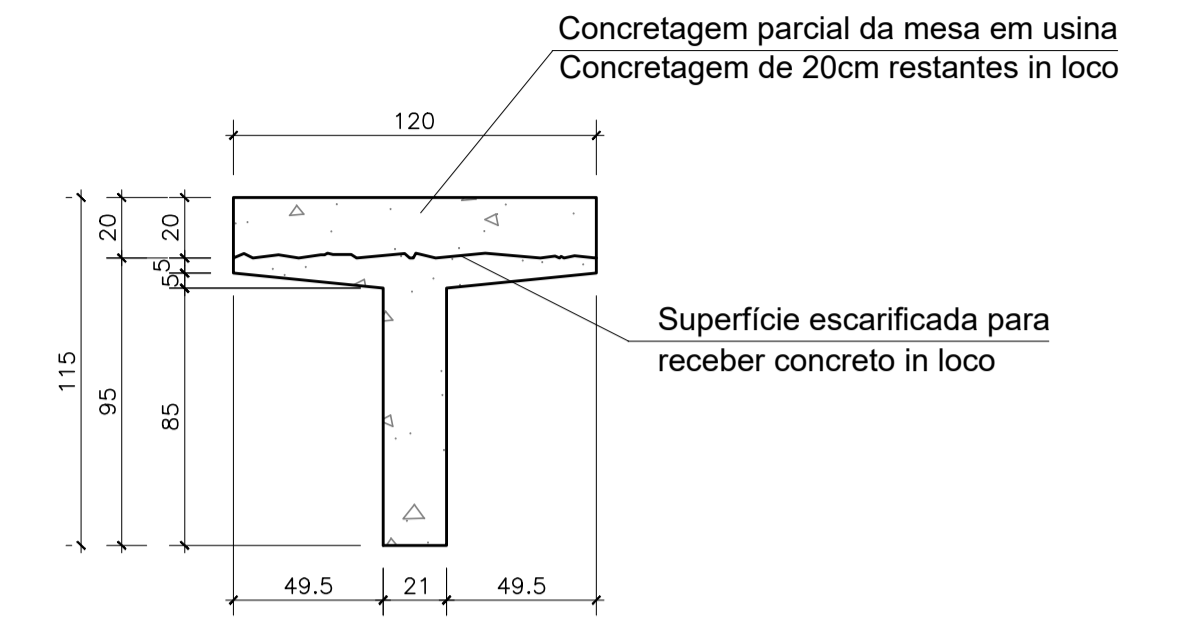 Concretagem parcial da mesa em usina
Concretagem de 20cm restantes in loco
120
20
20
5
5
Superfície escarificada para
receber concreto in loco
115
95
85
49.5
21
49.5